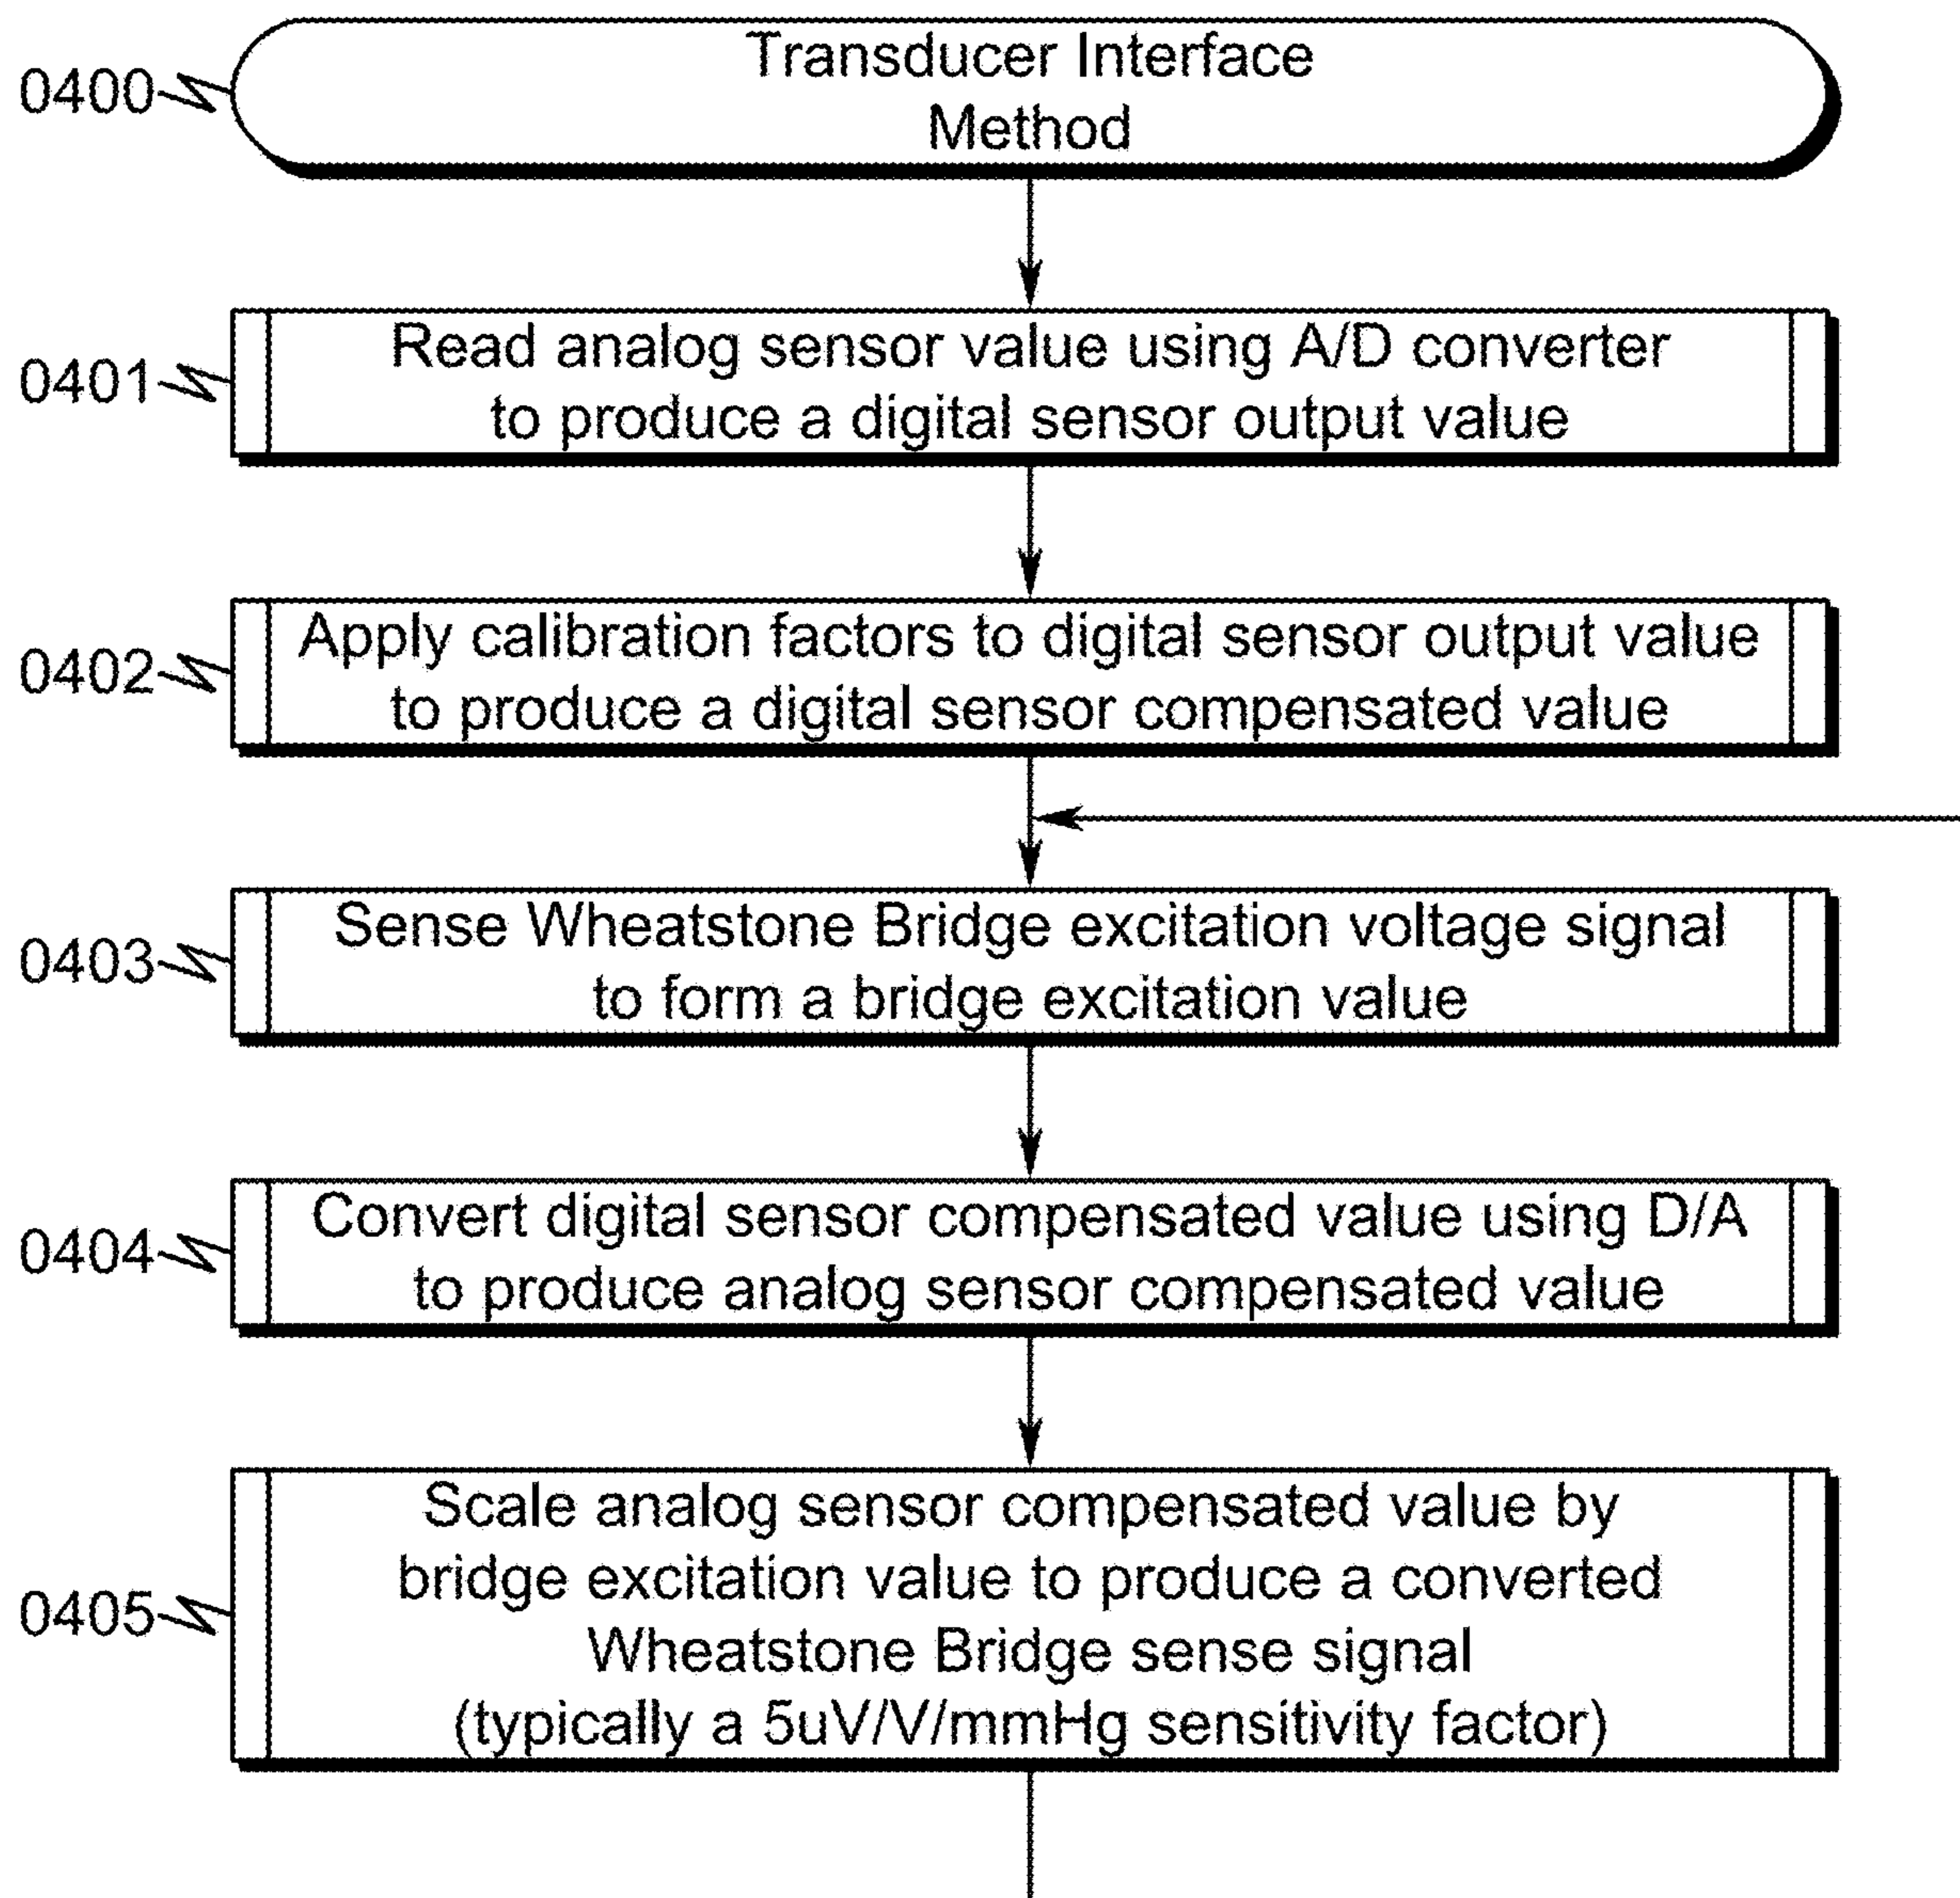 Transducer Interface
Method
0400
Read analog sensor value using A/D converter
to produce a digital sensor output value
0401
Apply calibration factors to digital sensor output value
to produce a digital sensor compensated value
0402
Sense Wheatstone Bridge excitation voltage signal
to form a bridge excitation value
0403
Convert digital sensor compensated value using D/A
to produce analog sensor compensated value
0404
Scale analog sensor compensated value by
bridge excitation value to produce a converted
Wheatstone Bridge sense signal
(typically a 5uV/V/mmHg sensitivity factor)
0405